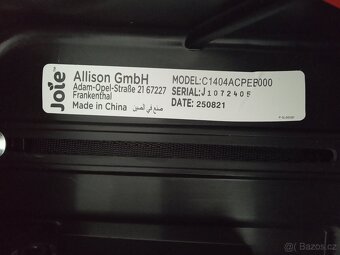 Joie
Allison GmbH
Adam-Opel-Straße 21 67227
Frankenthal
Made in China صنع في الصين
MODEL:C1404ACPEB000
SERIAL:J1072405
DATE: 250821
© Bazos.cz